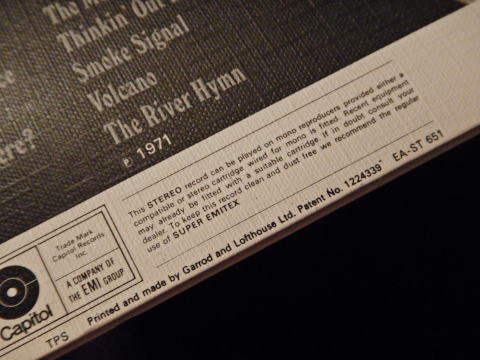 The M
Thinkin' Out
Smoke Signal
Volcano
The River Hymn
ce
ere?
℗ 1971
This STEREO record can be played on mono reproducers provided either a
compatible or stereo cartridge wired for mono is fitted. Recent equipment
may already be fitted with a suitable cartridge. If in doubt consult your
dealer. To keep this record clean and dust free we recommend the regular
use of SUPER EMITEX
Trade Mark
Capitol Records
Inc.
A COMPANY OF
THE EMI GROUP
Capitol
TPS Printed and made by Garrod and Lofthouse Ltd. Patent No. 1224339 EA-ST 651